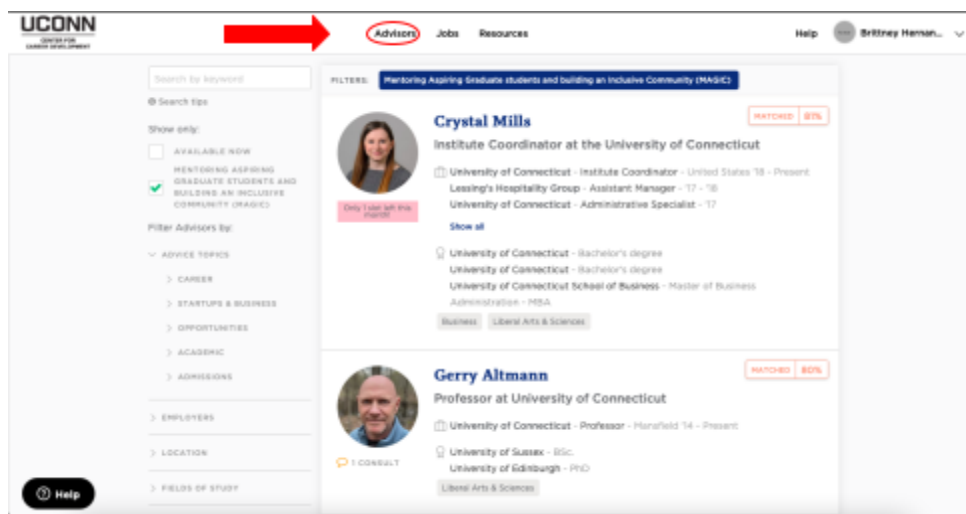 UCONN
CENTER FOR
CAREER DEVELOPMENT
Advisors Jobs Resources Help Brittney Hernan...
Search by keyword
Search tips
Show only:
AVAILABLE NOW
MENTORING ASPIRING
GRADUATE STUDENTS AND
BUILDING AN INCLUSIVE
COMMUNITY (MAGIC)
Filter Advisors by:
ADVICE TOPICS
CAREER
STARTUPS & BUSINESS
OPPORTUNITIES
ACADEMIC
ADMISSIONS
EMPLOYERS
LOCATION
FIELDS OF STUDY
Help
FILTERS: Mentoring Aspiring Graduate students and building an Inclusive Community (MAGIC)
Crystal Mills
MATCHED 81%
Institute Coordinator at the University of Connecticut
University of Connecticut - Institute Coordinator - United States '18 - Present
Lessing's Hospitality Group - Assistant Manager - '17 - '18
University of Connecticut - Administrative Specialist - '17
Only 1 slot left this
month!
Show all
University of Connecticut - Bachelor's degree
University of Connecticut - Bachelor's degree
University of Connecticut School of Business - Master of Business
Administration - MBA
Business Liberal Arts & Sciences
Gerry Altmann
MATCHED 80%
Professor at University of Connecticut
University of Connecticut - Professor - Mansfield '14 - Present
University of Sussex - BSc.
University of Edinburgh - PhD
1 CONSULT
Liberal Arts & Sciences